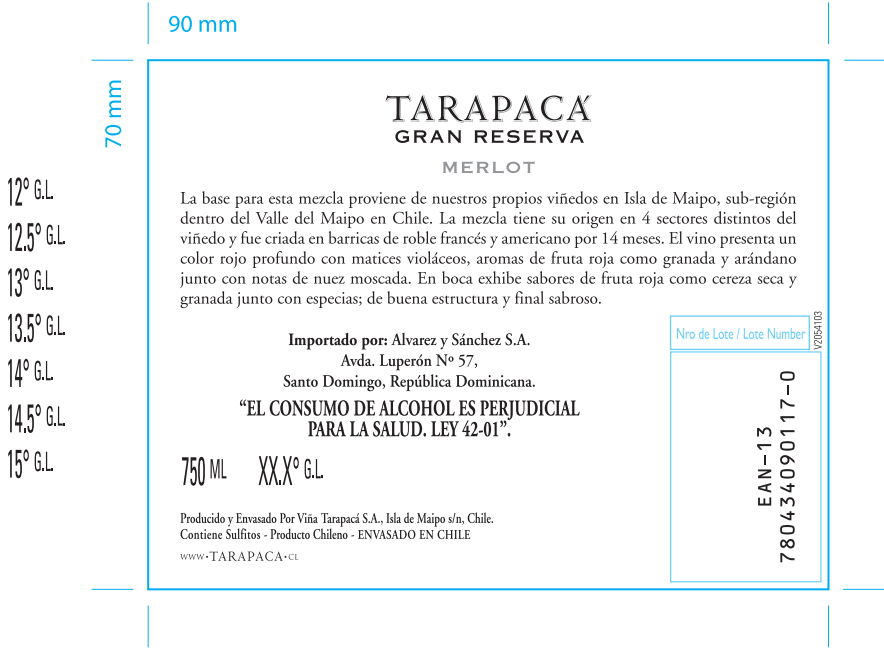 90 mm
70 mm
12° G.L.
12.5° G.L.
13° G.L.
13.5° G.L.
14° G.L.
14.5° G.L.
15° G.L.
TARAPACÁ
GRAN RESERVA
MERLOT
La base para esta mezcla proviene de nuestros propios viñedos en Isla de Maipo, sub-región
dentro del Valle del Maipo en Chile. La mezcla tiene su origen en 4 sectores distintos del
viñedo y fue criada en barricas de roble francés y americano por 14 meses. El vino presenta un
color rojo profundo con matices violáceos, aromas de fruta roja como granada y arándano
junto con notas de nuez moscada. En boca exhibe sabores de fruta roja como cereza seca y
granada junto con especias; de buena estructura y final sabroso.
Importado por: Alvarez y Sánchez S.A.
Avda. Luperón Nº 57,
Santo Domingo, República Dominicana.
“EL CONSUMO DE ALCOHOL ES PERJUDICIAL
PARA LA SALUD. LEY 42-01”.
750 ML XX.X° G.L.
Producido y Envasado Por Viña Tarapacá S.A., Isla de Maipo s/n, Chile.
Contiene Sulfitos - Producto Chileno - ENVASADO EN CHILE
WWW•TARAPACA•CL
Nro de Lote / Lote Number
V2054103
EAN-13
780434090117-0